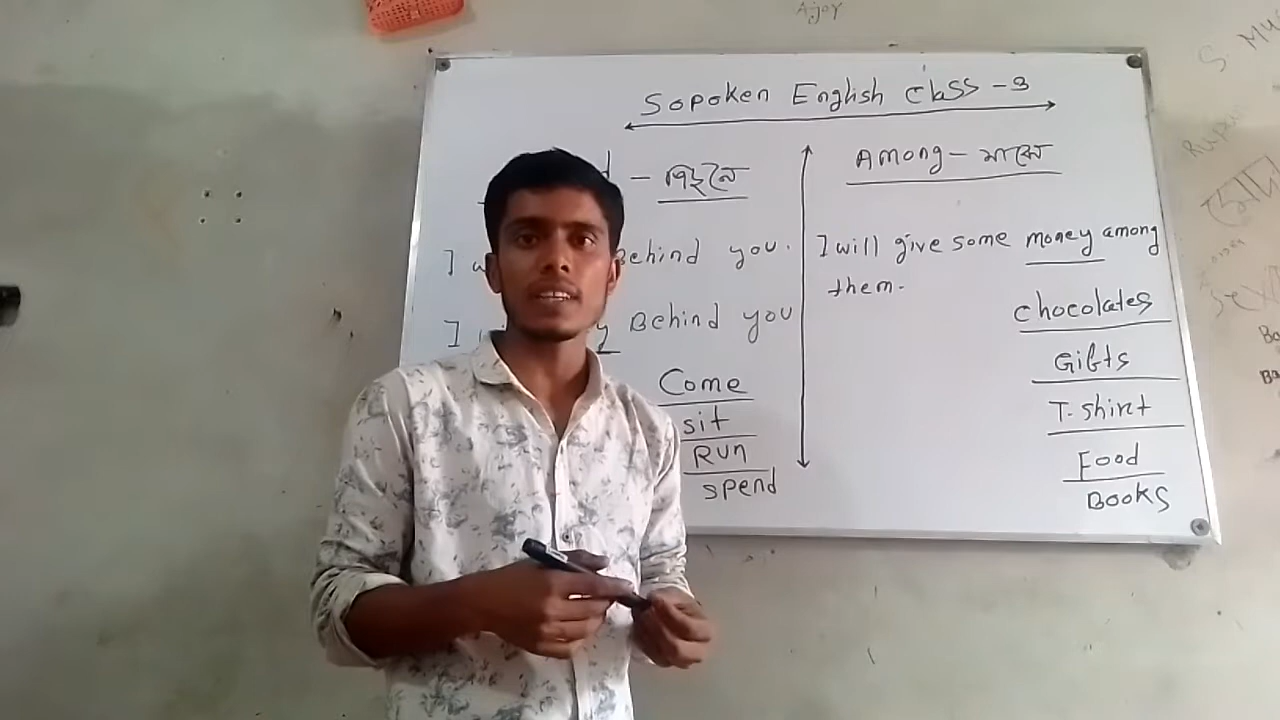 Ajoy
Sopoken English Class - 3
- পিছনে
I w Behind you.
I y Behind you
Come
sit
Run
spend
Among - মাঝে
I will give some money among
them.
chocolates
Gifts
T-shirt
Food
Books